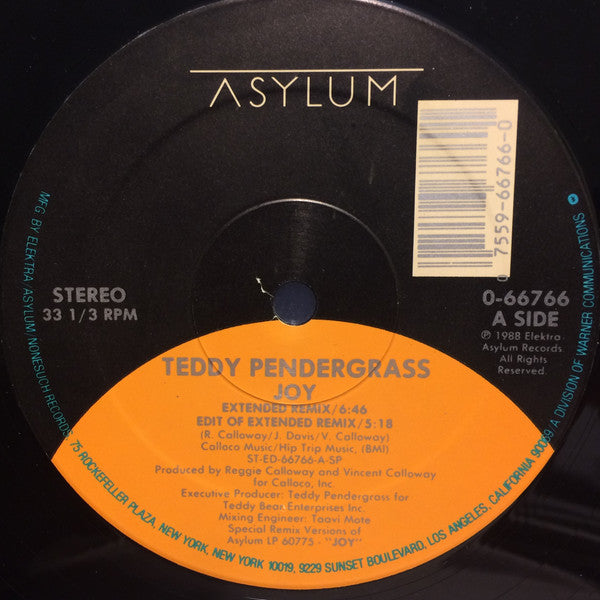 ASYLUM
0 7559-66766-0
STEREO
33 1/3 RPM
0-66766
A SIDE
℗ 1988 Elektra
Asylum Records.
All Rights
Reserved.
TEDDY PENDERGRASS
JOY
EXTENDED REMIX/6:46
EDIT OF EXTENDED REMIX/5:18
(R. Calloway/J. Davis/V. Calloway)
Callaco Music/Hip Trip Music, (BMI)
ST-ED-66766-A-SP
Produced by Reggie Calloway and Vincent Calloway
for Calloco, Inc.
Executive Producer: Teddy Pendergrass for
Teddy Bear Enterprises Inc.
Mixing Engineer: Taavi Mote
Special Remix Versions of
Asylum LP 60775 - "JOY"
MFG BY ELEKTRA ASYLUM NONESUCH RECORDS, 75 ROCKEFELLER PLAZA, NEW YORK, NEW YORK 10019, 9229 SUNSET BOULEVARD, LOS ANGELES, CALIFORNIA 90069 A DIVISION OF WARNER COMMUNICATIONS